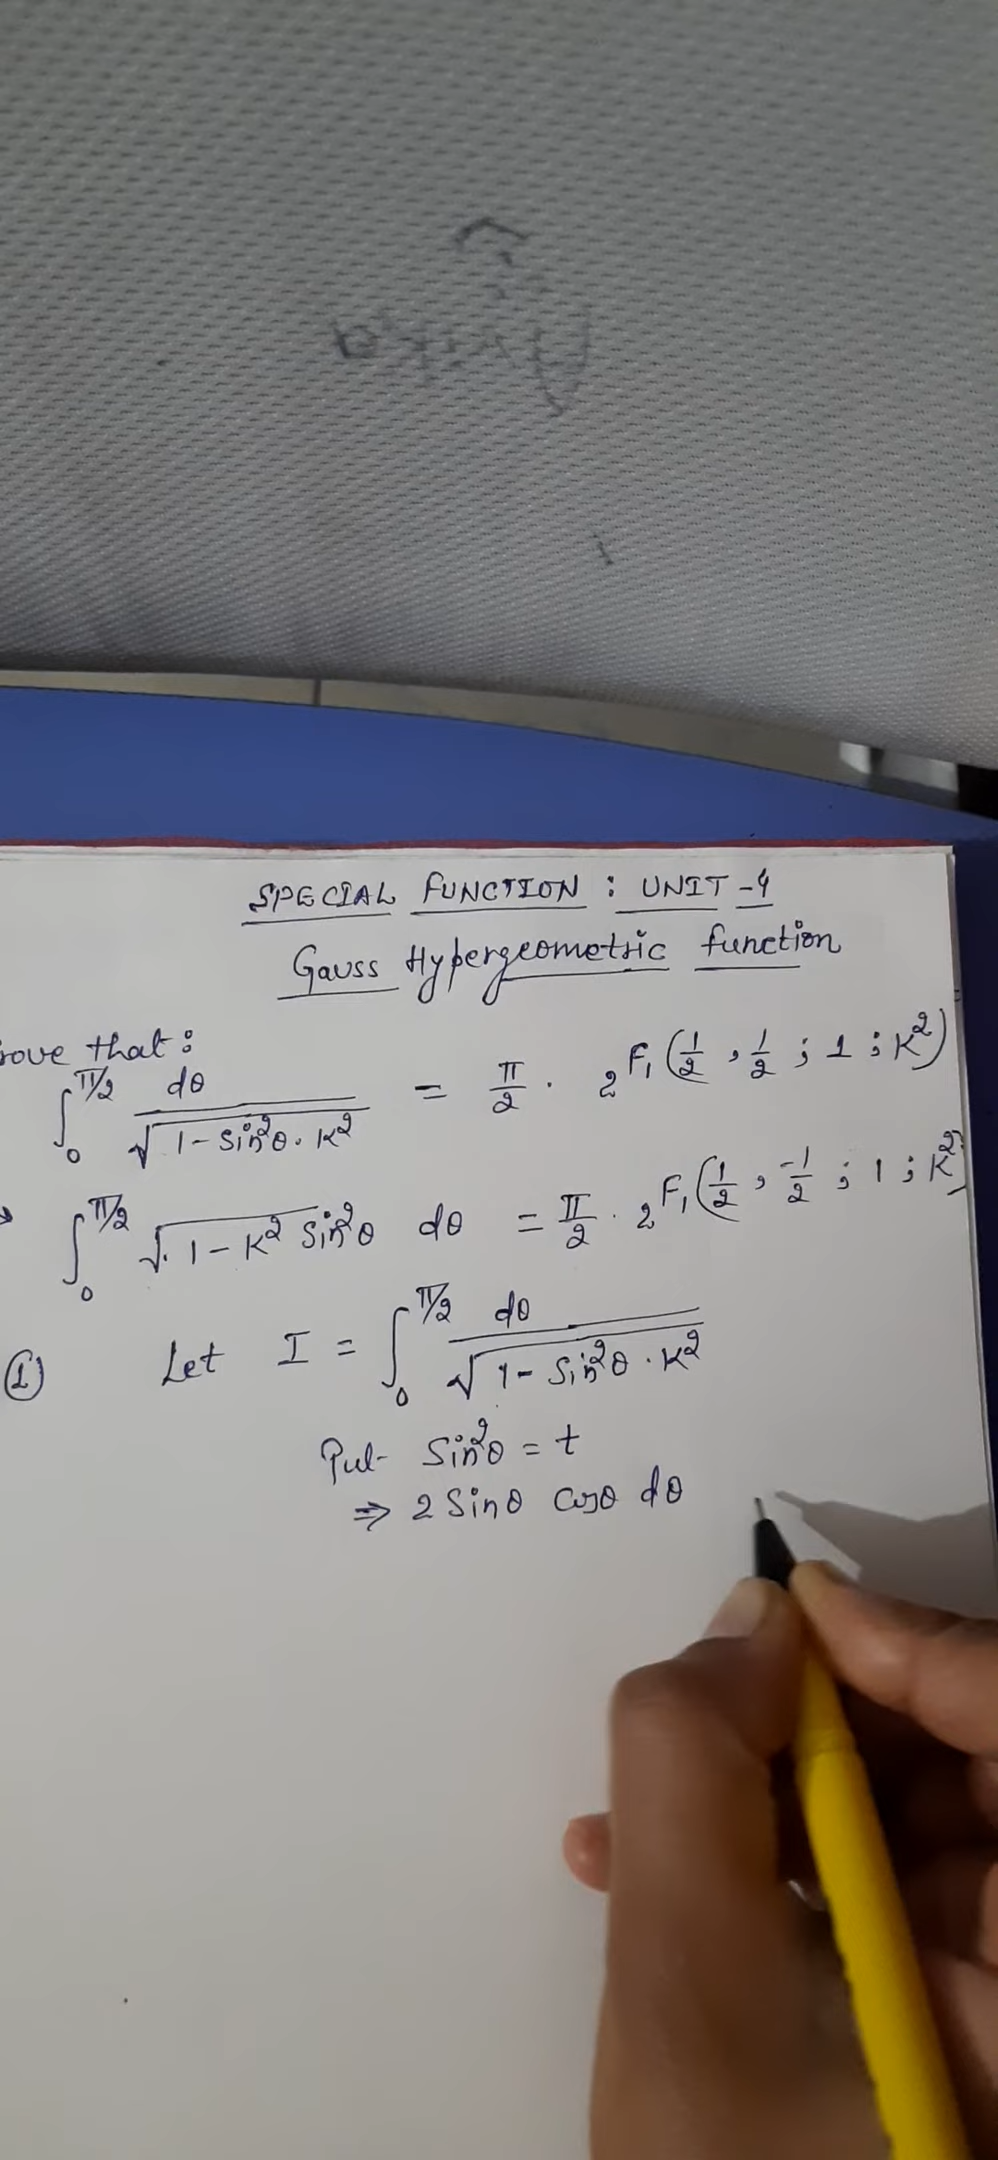 SPECIAL FUNCTION : UNIT-4
Gauss Hypergeometric function
rove that :
∫₀^π/2 dθ / √1-Sin²θ.K² = π/2 . ₂F₁(1/2 , 1/2 ; 1 ; K²)
∫₀^π/2 √1-K² Sin²θ dθ = π/2 . ₂F₁(1/2 , -1/2 ; 1 ; K²)
① Let I = ∫₀^π/2 dθ / √1-Sin²θ.K²
Put Sin²θ = t
⇒ 2 Sinθ Cosθ dθ